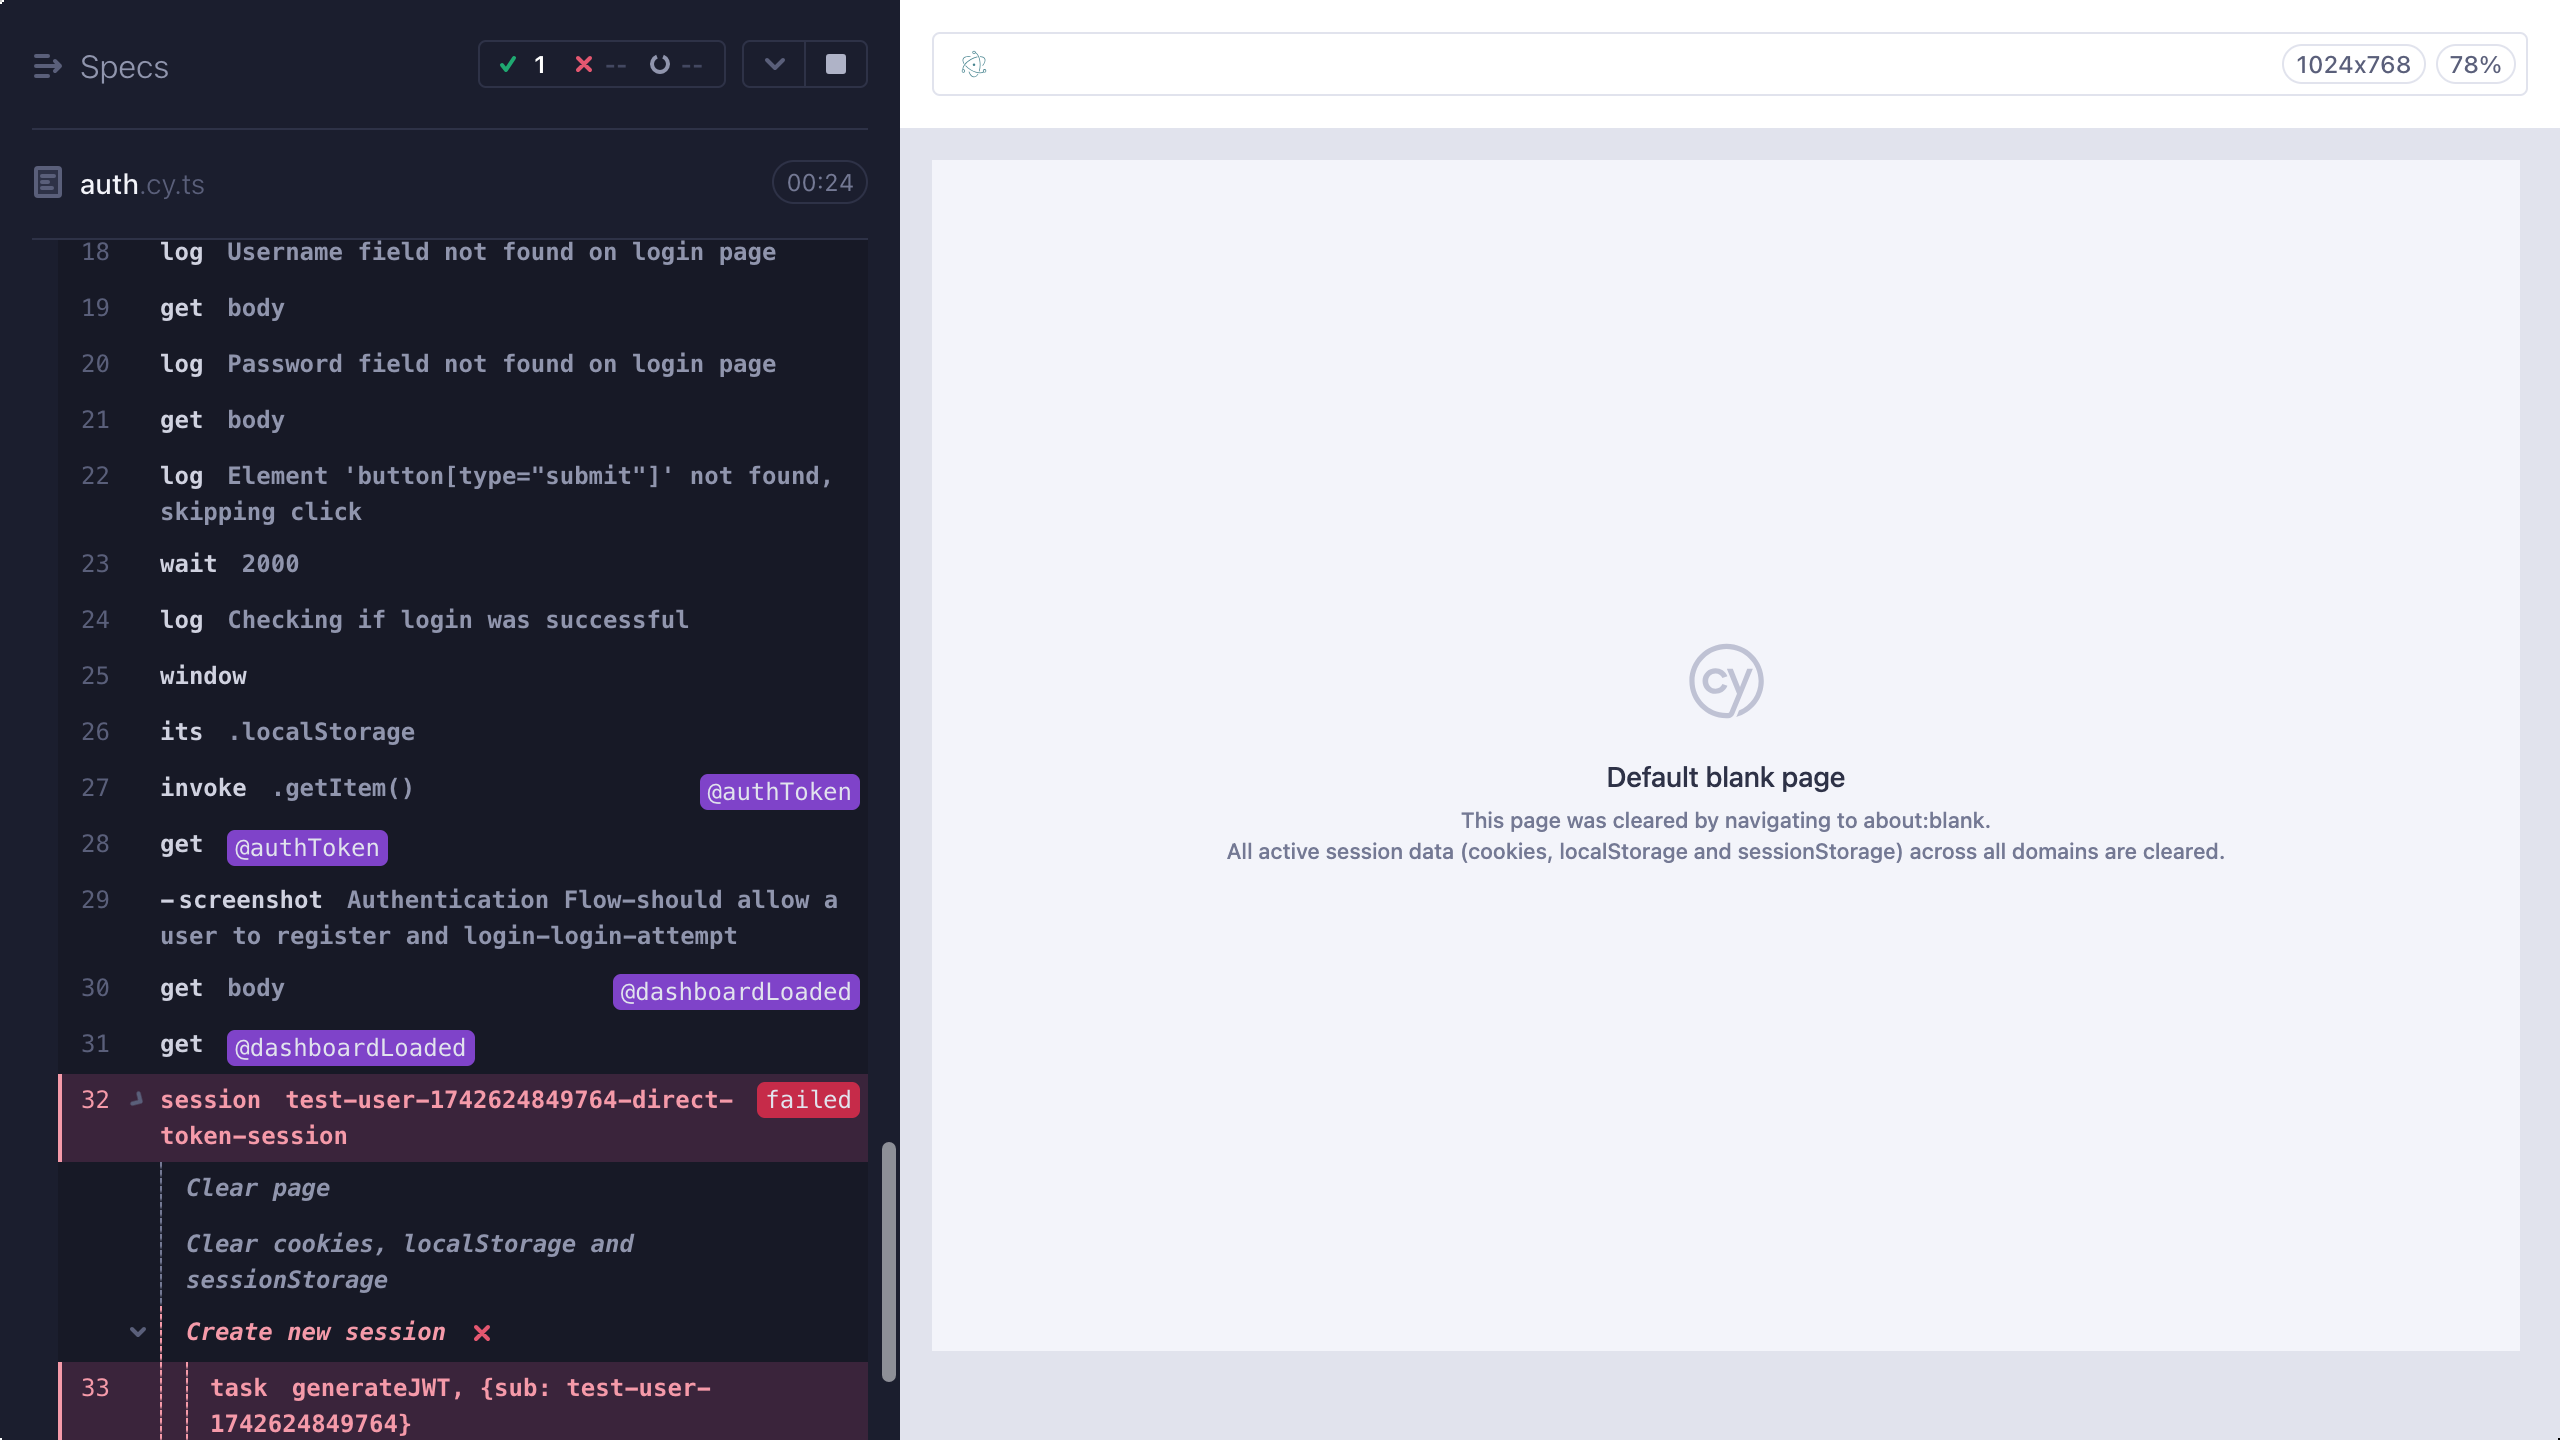 Specs
1 -- --
auth.cy.ts 00:24
18 log Username field not found on login page
19 get body
20 log Password field not found on login page
21 get body
22 log Element 'button[type="submit"]' not found,
skipping click
23 wait 2000
24 log Checking if login was successful
25 window
26 its .localStorage
27 invoke .getItem() @authToken
28 get @authToken
29 -screenshot Authentication Flow-should allow a
user to register and login-login-attempt
30 get body @dashboardLoaded
31 get @dashboardLoaded
32 session test-user-1742624849764-direct- failed
token-session
Clear page
Clear cookies, localStorage and
sessionStorage
Create new session
33 task generateJWT, {sub: test-user-
1742624849764}
1024x768 78%
cy
Default blank page
This page was cleared by navigating to about:blank.
All active session data (cookies, localStorage and sessionStorage) across all domains are cleared.